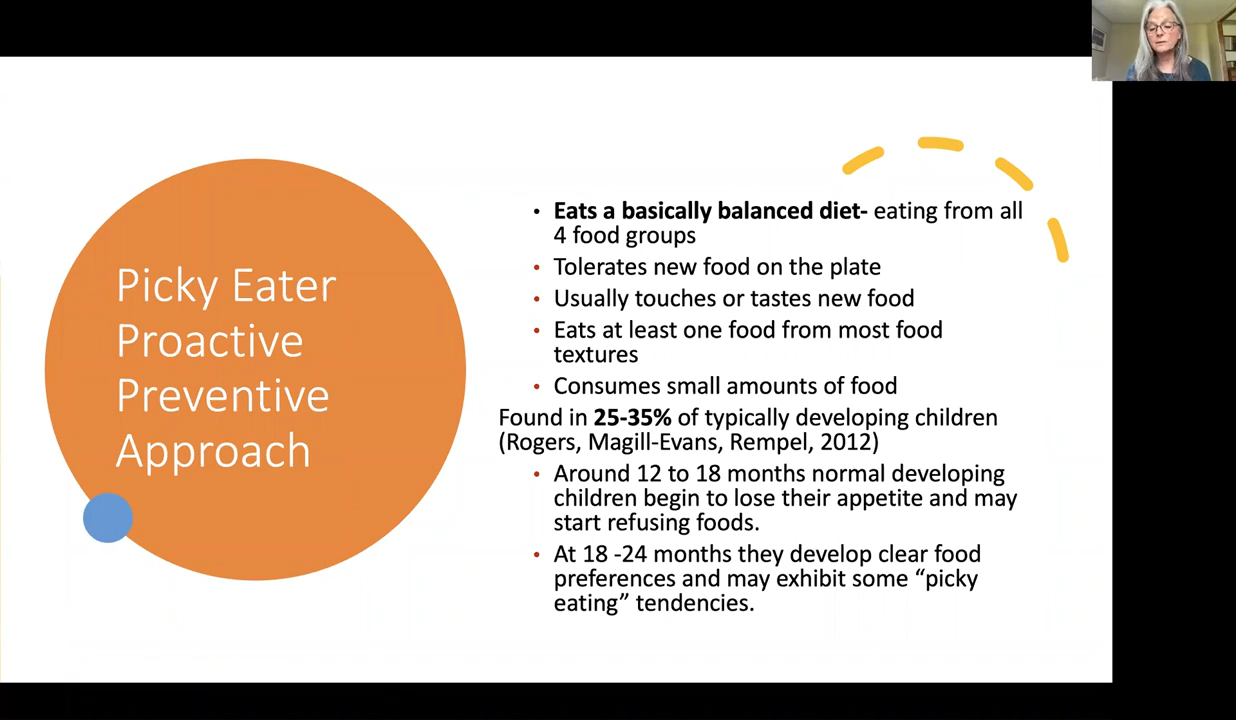 Picky Eater
Proactive
Preventive
Approach
• Eats a basically balanced diet- eating from all
4 food groups
• Tolerates new food on the plate
• Usually touches or tastes new food
• Eats at least one food from most food
textures
• Consumes small amounts of food
Found in 25-35% of typically developing children
(Rogers, Magill-Evans, Rempel, 2012)
• Around 12 to 18 months normal developing
children begin to lose their appetite and may
start refusing foods.
• At 18 -24 months they develop clear food
preferences and may exhibit some “picky
eating” tendencies.